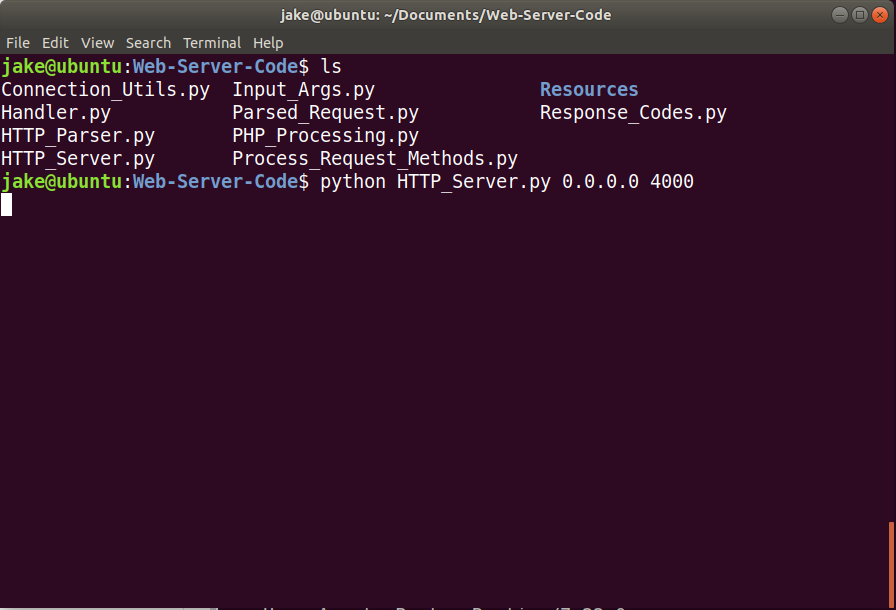 jake@ubuntu: ~/Documents/Web-Server-Code
File Edit View Search Terminal Help
jake@ubuntu:Web-Server-Code$ ls
Connection_Utils.py Input_Args.py Resources
Handler.py Parsed_Request.py Response_Codes.py
HTTP_Parser.py PHP_Processing.py
HTTP_Server.py Process_Request_Methods.py
jake@ubuntu:Web-Server-Code$ python HTTP_Server.py 0.0.0.0 4000